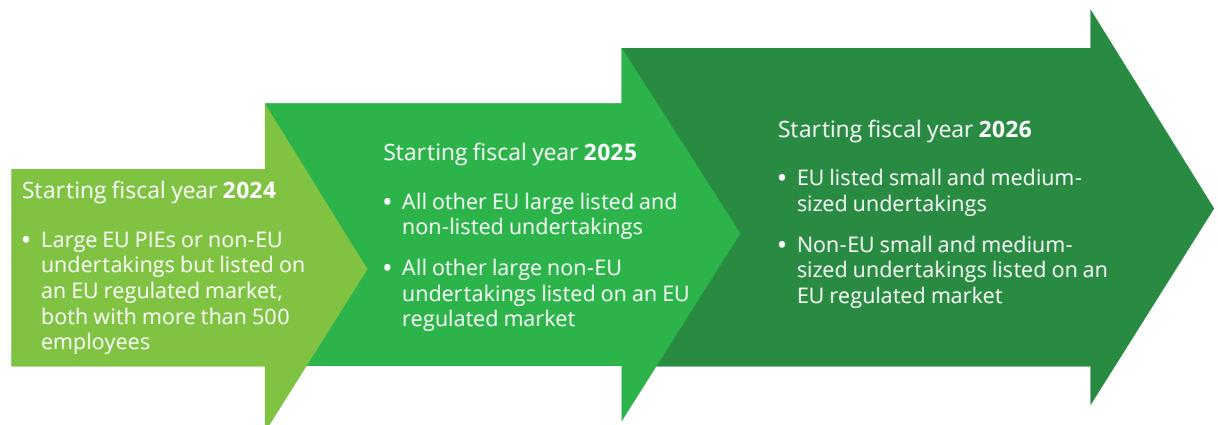 Starting fiscal year 2024
• Large EU PIEs or non-EU
undertakings but listed on
an EU regulated market,
both with more than 500
employees
Starting fiscal year 2025
• All other EU large listed and
non-listed undertakings
• All other large non-EU
undertakings listed on an EU
regulated market
Starting fiscal year 2026
• EU listed small and medium-
sized undertakings
• Non-EU small and medium-
sized undertakings listed on an
EU regulated market